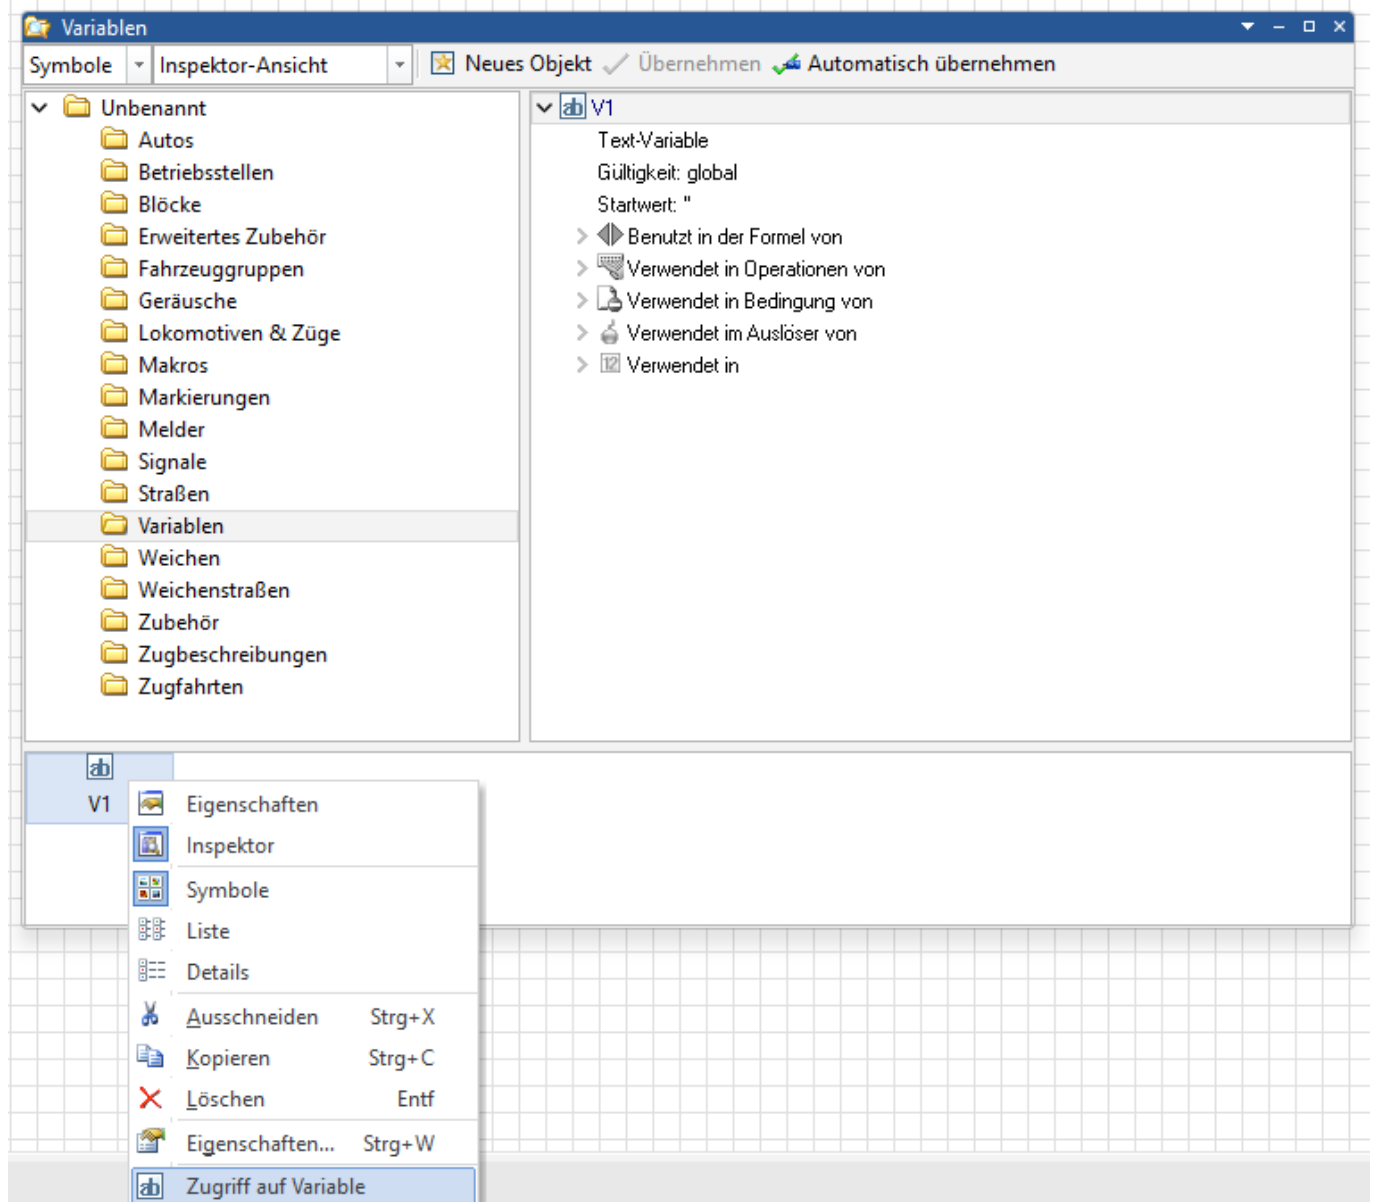 Variablen
Symbole Inspektor-Ansicht Neues Objekt Übernehmen Automatisch übernehmen
Unbenannt
Autos
Betriebsstellen
Blöcke
Erweitertes Zubehör
Fahrzeuggruppen
Geräusche
Lokomotiven & Züge
Makros
Markierungen
Melder
Signale
Straßen
Variablen
Weichen
Weichenstraßen
Zubehör
Zugbeschreibungen
Zugfahrten
V1
Text-Variable
Gültigkeit: global
Startwert: ''
Benutzt in der Formel von
Verwendet in Operationen von
Verwendet in Bedingung von
Verwendet im Auslöser von
12 Verwendet in
ab
V1
Eigenschaften
Inspektor
Symbole
Liste
Details
Ausschneiden Strg+X
Kopieren Strg+C
Löschen Entf
Eigenschaften... Strg+W
ab Zugriff auf Variable